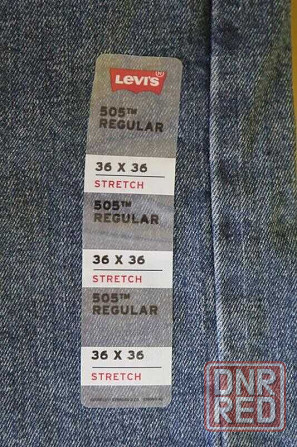 Levi's®
505™
REGULAR
36 X 36
STRETCH
505™
REGULAR
36 X 36
STRETCH
505™
REGULAR
36 X 36
STRETCH
DNR
RED